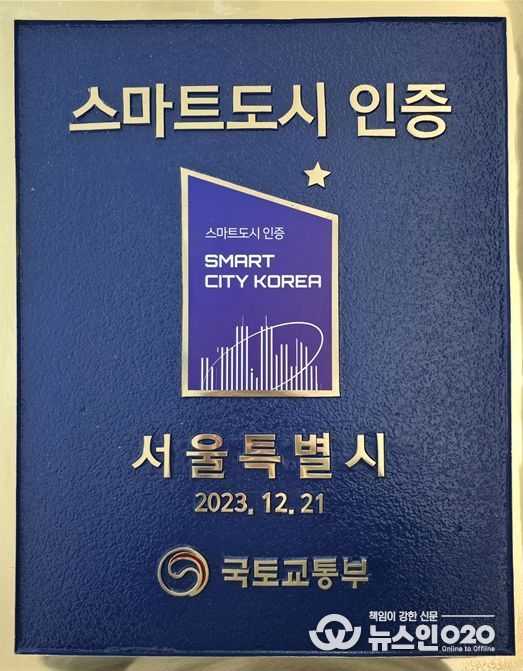 스마트도시 인증
스마트도시 인증
SMART
CITY KOREA
서울특별시
2023. 12. 21
국토교통부
책임이 강한 신문
뉴스인O2O
Online to Offline